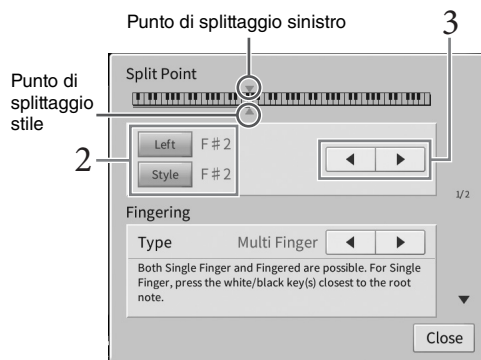 Punto di splittaggio sinistro
3
Split Point
Punto di
splittaggio
stile
2
Left F#2
Style F#2
1/2
Fingering
Type Multi Finger
Both Single Finger and Fingered are possible. For Single
Finger, press the white/black key(s) closest to the root
note.
Close